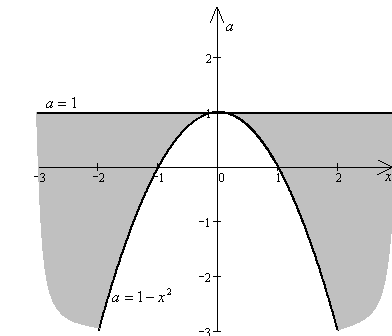 a
2
a = 1
1
-3 -2 -1 0 1 2 x
-1
-2
a = 1 − x²
-3